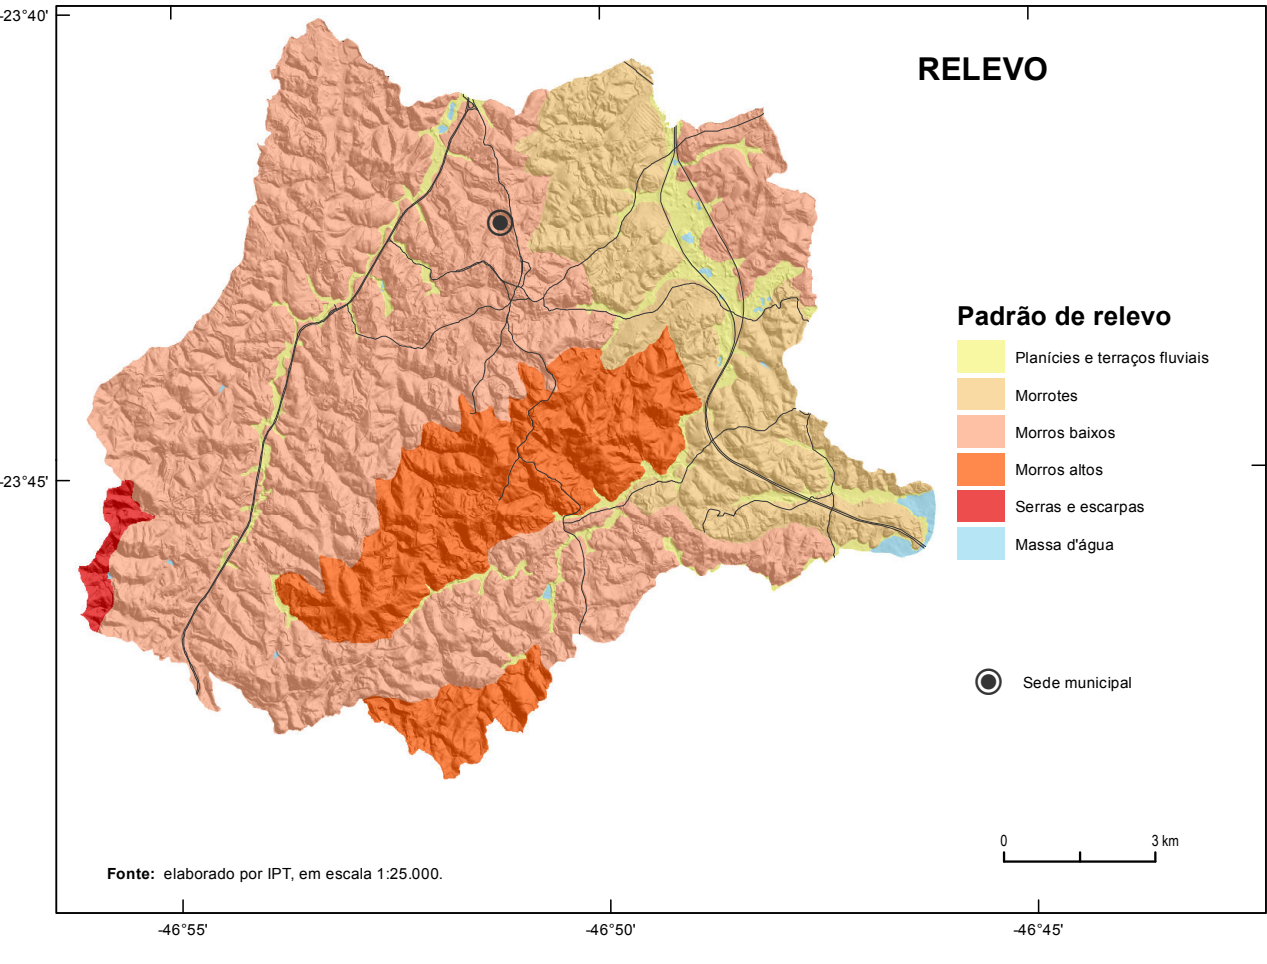 -23°40'
RELEVO
Padrão de relevo
Planícies e terraços fluviais
Morrotes
Morros baixos
Morros altos
-23°45'
Serras e escarpas
Massa d'água
Sede municipal
0 3 km
Fonte: elaborado por IPT, em escala 1:25.000.
-46°55' -46°50' -46°45'